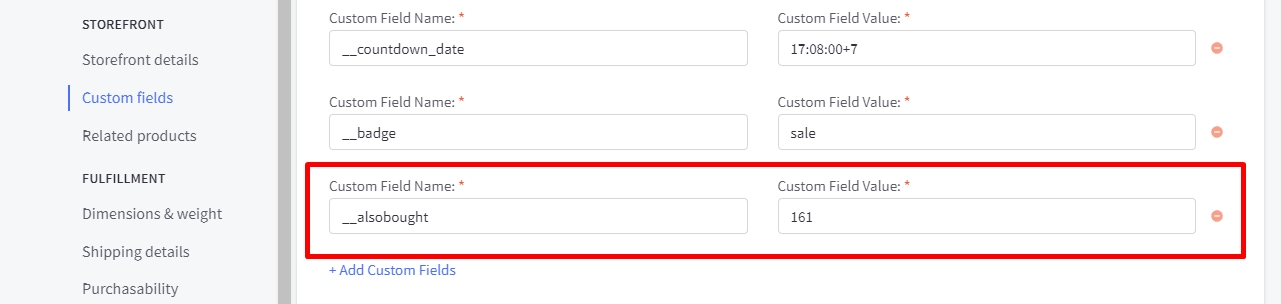 STOREFRONT
Storefront details
Custom fields
Related products
FULFILLMENT
Dimensions & weight
Shipping details
Purchasability
Custom Field Name: * Custom Field Value: *
__countdown_date 17:08:00+7
Custom Field Name: * Custom Field Value: *
__badge sale
Custom Field Name: * Custom Field Value: *
__alsobought 161
+ Add Custom Fields